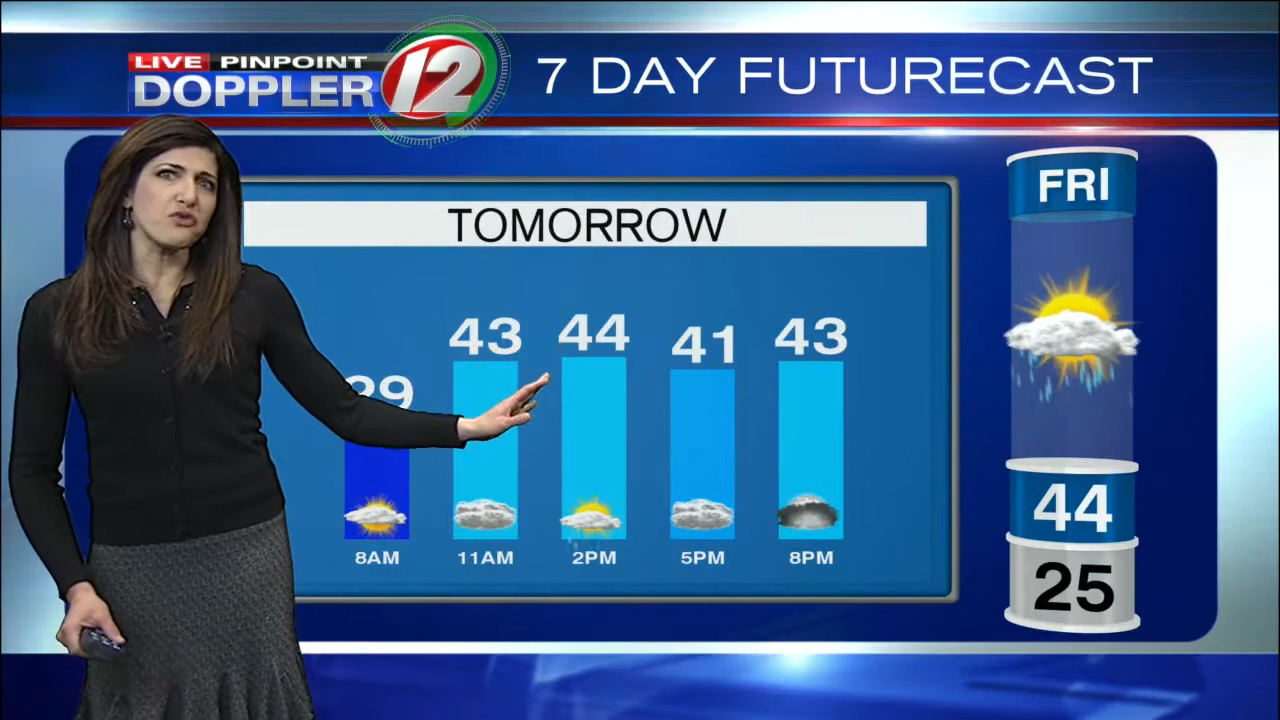 LIVE PINPOINT
DOPPLER 12
7 DAY FUTURECAST
TOMORROW
FRI
29 43 44 41 43
8AM 11AM 2PM 5PM 8PM
44
25